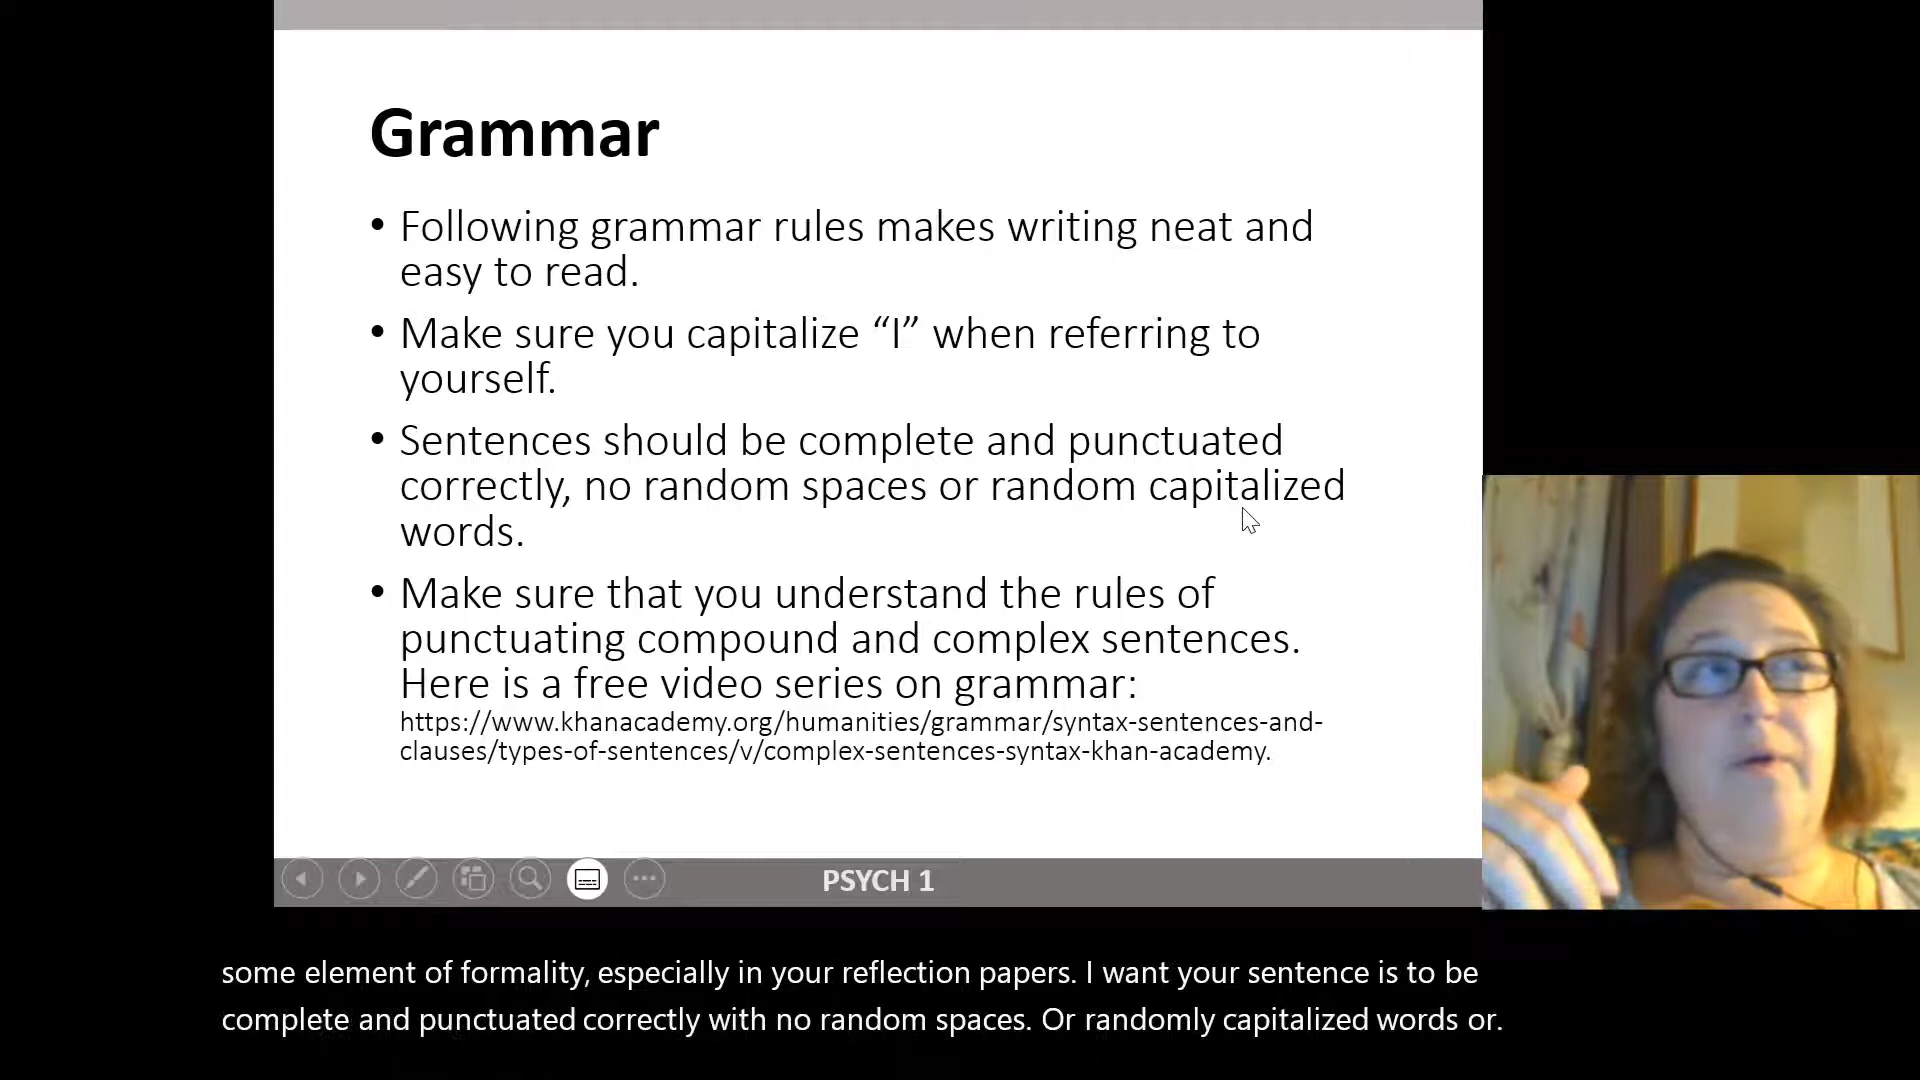 Grammar
• Following grammar rules makes writing neat and
easy to read.
• Make sure you capitalize “I” when referring to
yourself.
• Sentences should be complete and punctuated
correctly, no random spaces or random capitalized
words.
• Make sure that you understand the rules of
punctuating compound and complex sentences.
Here is a free video series on grammar:
https://www.khanacademy.org/humanities/grammar/syntax-sentences-and-
clauses/types-of-sentences/v/complex-sentences-syntax-khan-academy.
PSYCH 1
some element of formality, especially in your reflection papers. I want your sentence is to be
complete and punctuated correctly with no random spaces. Or randomly capitalized words or.